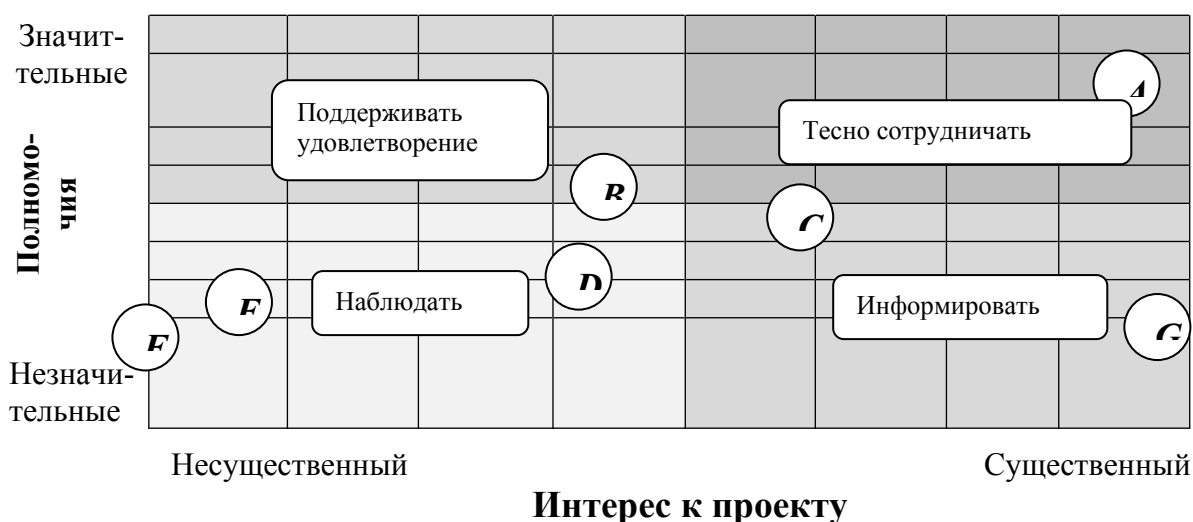 Значит-
тельные
Поддерживать
удовлетворение
A
Тесно сотрудничать
B
Полномо-
чия
C
D
Наблюдать
Информировать
G
Незначи-
тельные
Несущественный
Существенный
Интерес к проекту